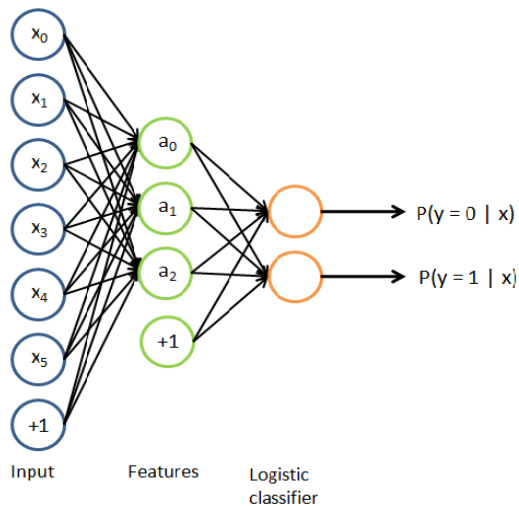 x₀
x₁
x₂
x₃
x₄
x₅
+1
a₀
a₁
a₂
+1
P(y = 0 | x)
P(y = 1 | x)
Input
Features
Logistic
classifier